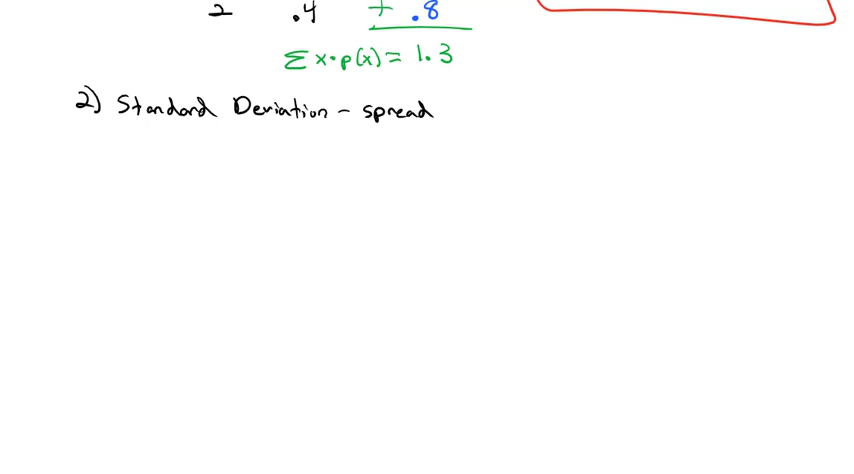 2 .4 + .8
Σ x·p(x) = 1.3
2) Standard Deviation - spread